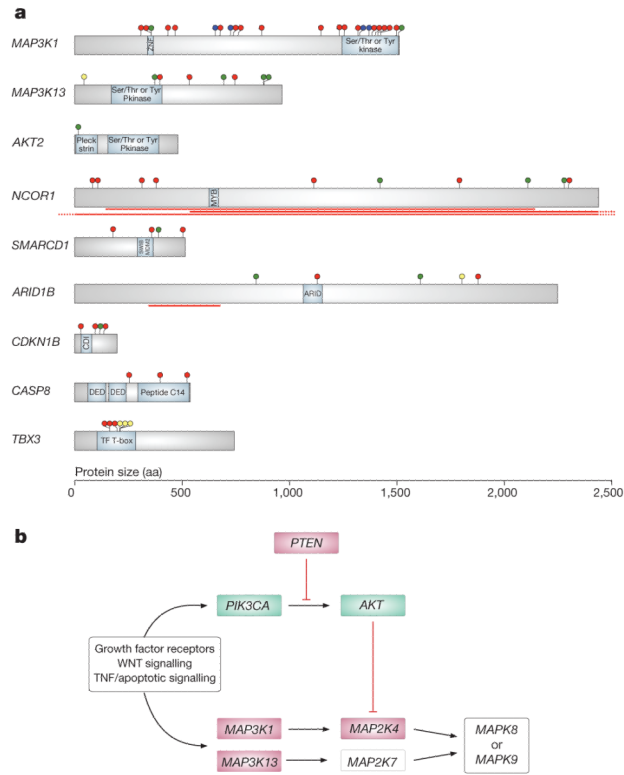 a
MAP3K1
ZNF
Ser/Thr or Tyr
kinase
MAP3K13
Ser/Thr or Tyr
Pkinase
AKT2
Pleck
strin
Ser/Thr or Tyr
Pkinase
NCOR1
MYB
SMARCD1
SWIB
MDM2
ARID1B
ARID
CDKN1B
CDI
CASP8
DED
DED
Peptide C14
TBX3
TF T-box
Protein size (aa)
0
500
1,000
1,500
2,000
2,500
b
PTEN
PIK3CA
AKT
Growth factor receptors
WNT signalling
TNF/apoptotic signalling
MAP3K1
MAP2K4
MAPK8
or
MAPK9
MAP3K13
MAP2K7